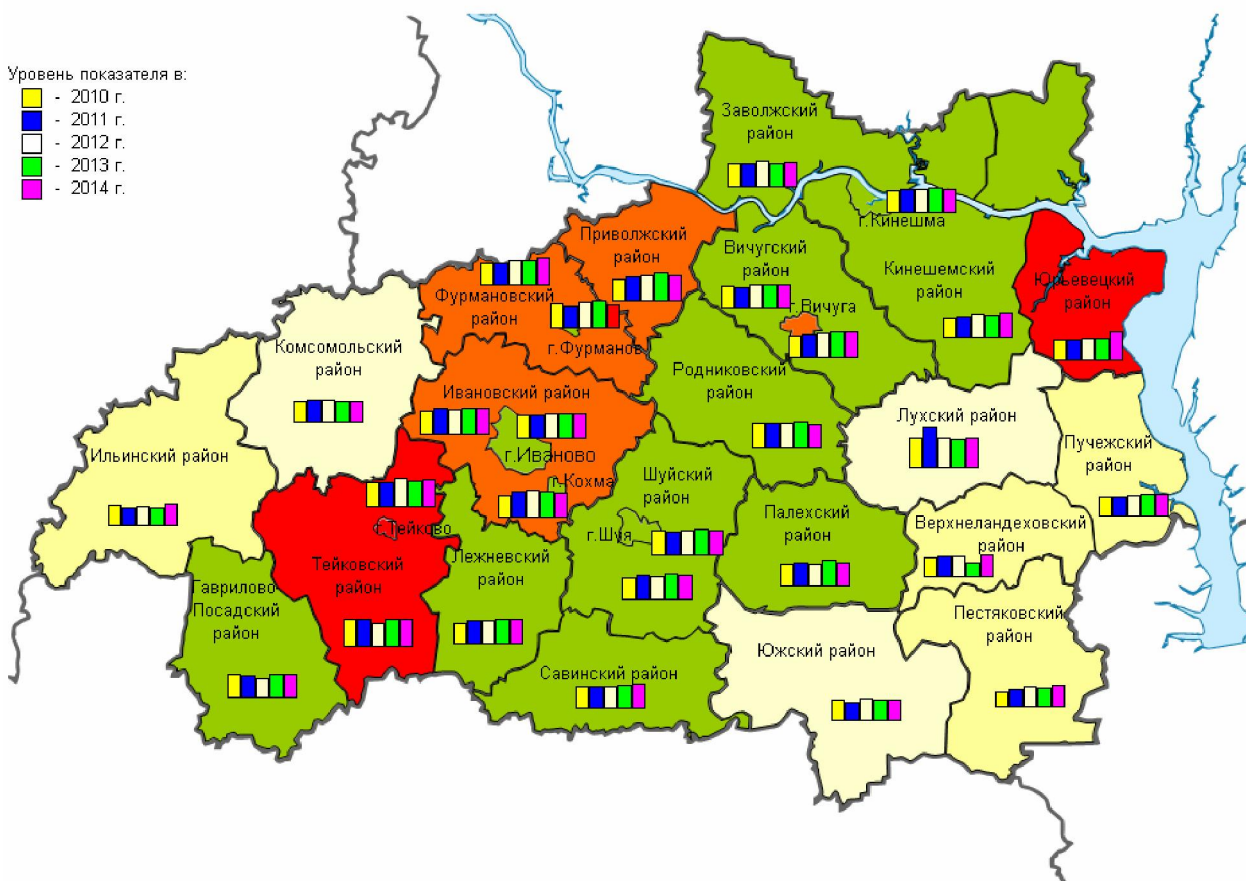 Уровень показателя в:
- 2010 г.
- 2011 г.
- 2012 г.
- 2013 г.
- 2014 г.
Заволжский
район
г.Кинешма
Приволжский
район
Вичугский
район
Кинешемский
район
Юрьевецкий
район
Фурмановский
район
г.Вичуга
г.Фурманов
Комсомольский
район
Родниковский
район
Ивановский район
Лухский район
Пучежский
район
Ильинский район
г.Иваново
г.Кохма
Шуйский
район
Палехский
район
Верхнеландеховский
район
г.Тейково
г.Шуя
Лежневский
район
Тейковский
район
Гаврилово-
Посадский
район
Пестяковский
район
Южский район
Савинский район